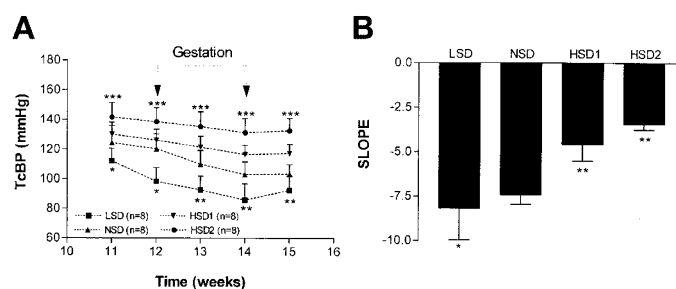 A
Gestation
180
160
140
120
100
80
60
TcBP (mmHg)
***
***
***
***
***
*
*
**
**
**
LSD (n=8)
HSD1 (n=8)
NSD (n=8)
HSD2 (n=8)
10
11
12
13
14
15
16
Time (weeks)
B
LSD
NSD
HSD1
HSD2
0.0
-2.5
-5.0
-7.5
-10.0
SLOPE
*
**
**